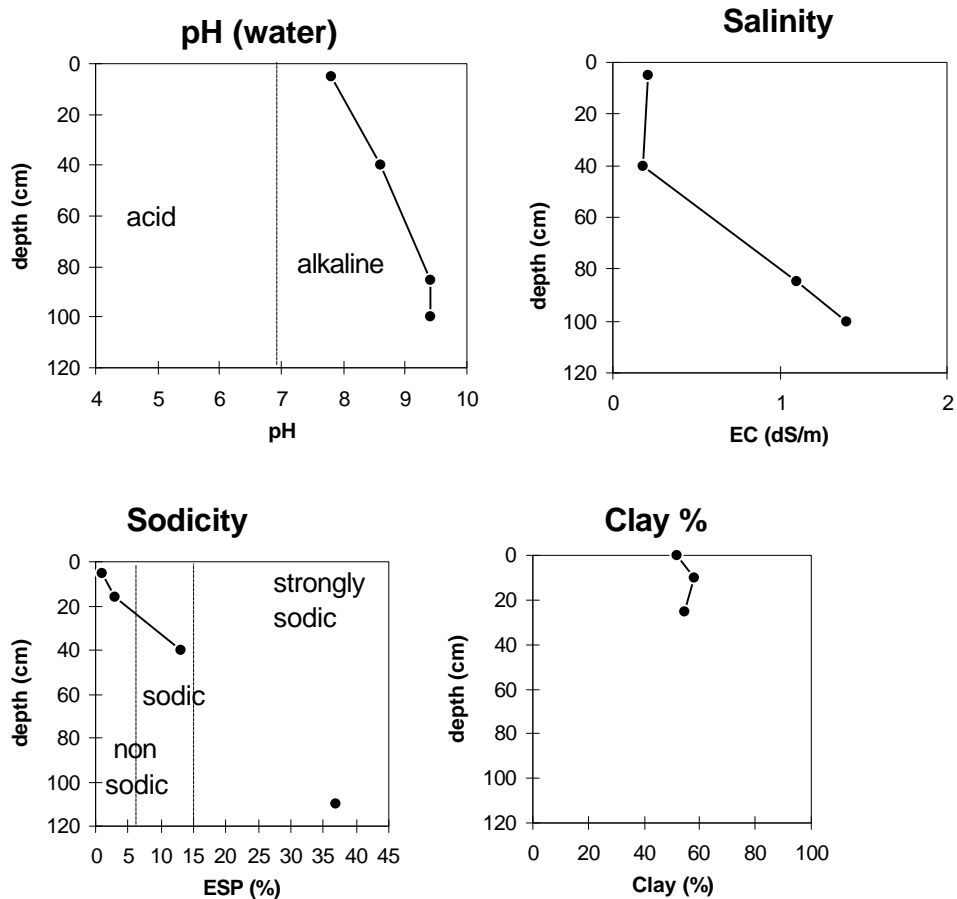 pH (water)
0
20
40
60
80
100
120
depth (cm)
acid
alkaline
4 5 6 7 8 9 10
pH
Salinity
0
20
40
60
80
100
120
depth (cm)
0 1 2
EC (dS/m)
Sodicity
0
20
40
60
80
100
120
depth (cm)
strongly
sodic
sodic
non
sodic
0 5 10 15 20 25 30 35 40 45
ESP (%)
Clay %
0
20
40
60
80
100
120
depth (cm)
0 20 40 60 80 100
Clay (%)